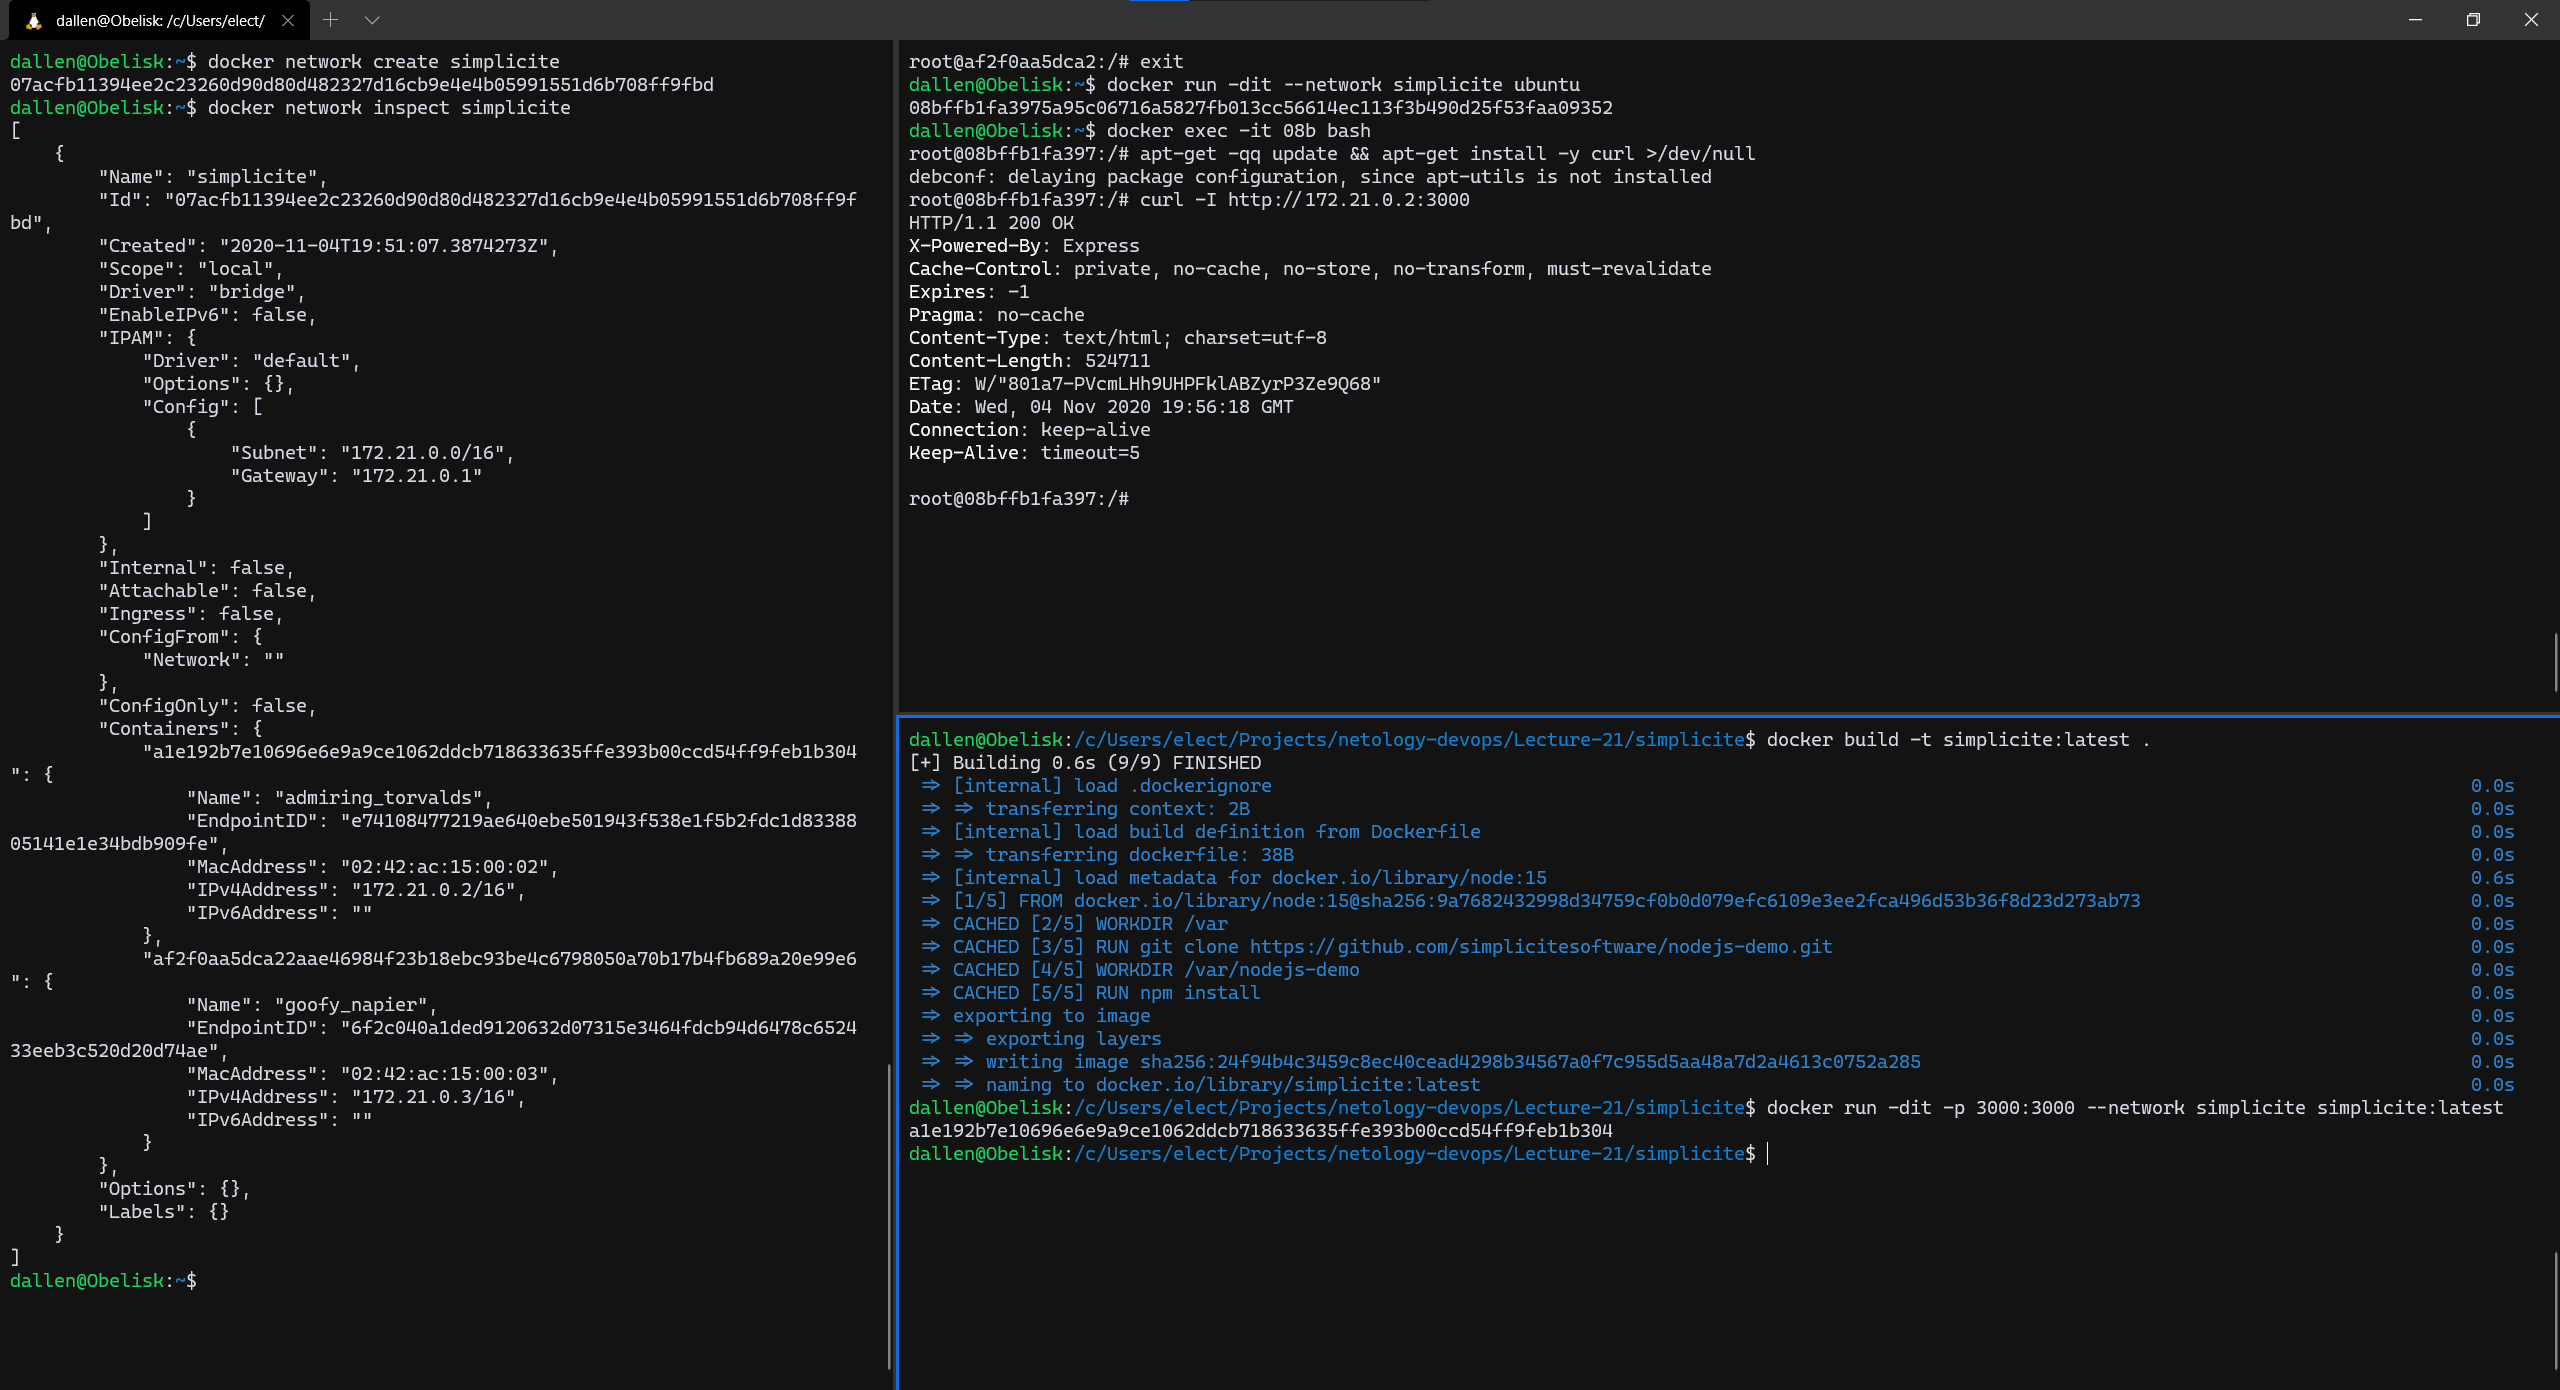 dallen@Obelisk: /c/Users/elect/
dallen@Obelisk:~$ docker network create simplicite
07acfb11394ee2c23260d90d80d482327d16cb9e4e4b05991551d6b708ff9fbd
dallen@Obelisk:~$ docker network inspect simplicite
[
    {
        "Name": "simplicite",
        "Id": "07acfb11394ee2c23260d90d80d482327d16cb9e4e4b05991551d6b708ff9f
bd",
        "Created": "2020-11-04T19:51:07.3874273Z",
        "Scope": "local",
        "Driver": "bridge",
        "EnableIPv6": false,
        "IPAM": {
            "Driver": "default",
            "Options": {},
            "Config": [
                {
                    "Subnet": "172.21.0.0/16",
                    "Gateway": "172.21.0.1"
                }
            ]
        },
        "Internal": false,
        "Attachable": false,
        "Ingress": false,
        "ConfigFrom": {
            "Network": ""
        },
        "ConfigOnly": false,
        "Containers": {
            "a1e192b7e10696e6e9a9ce1062ddcb718633635ffe393b00ccd54ff9feb1b304
": {
                "Name": "admiring_torvalds",
                "EndpointID": "e74108477219ae640ebe501943f538e1f5b2fdc1d83388
05141e1e34bdb909fe",
                "MacAddress": "02:42:ac:15:00:02",
                "IPv4Address": "172.21.0.2/16",
                "IPv6Address": ""
            },
            "af2f0aa5dca22aae46984f23b18ebc93be4c6798050a70b17b4fb689a20e99e6
": {
                "Name": "goofy_napier",
                "EndpointID": "6f2c040a1ded9120632d07315e3464fdcb94d6478c6524
33eeb3c520d20d74ae",
                "MacAddress": "02:42:ac:15:00:03",
                "IPv4Address": "172.21.0.3/16",
                "IPv6Address": ""
            }
        },
        "Options": {},
        "Labels": {}
    }
]
dallen@Obelisk:~$
root@af2f0aa5dca2:/# exit
dallen@Obelisk:~$ docker run -dit --network simplicite ubuntu
08bffb1fa3975a95c06716a5827fb013cc56614ec113f3b490d25f53faa09352
dallen@Obelisk:~$ docker exec -it 08b bash
root@08bffb1fa397:/# apt-get -qq update && apt-get install -y curl >/dev/null
debconf: delaying package configuration, since apt-utils is not installed
root@08bffb1fa397:/# curl -I http://172.21.0.2:3000
HTTP/1.1 200 OK
X-Powered-By: Express
Cache-Control: private, no-cache, no-store, no-transform, must-revalidate
Expires: -1
Pragma: no-cache
Content-Type: text/html; charset=utf-8
Content-Length: 524711
ETag: W/"801a7-PVcmLHh9UHPFklABZyrP3Ze9Q68"
Date: Wed, 04 Nov 2020 19:56:18 GMT
Connection: keep-alive
Keep-Alive: timeout=5
root@08bffb1fa397:/#
dallen@Obelisk:/c/Users/elect/Projects/netology-devops/Lecture-21/simplicite$ docker build -t simplicite:latest .
[+] Building 0.6s (9/9) FINISHED
 => [internal] load .dockerignore 0.0s
 => => transferring context: 2B 0.0s
 => [internal] load build definition from Dockerfile 0.0s
 => => transferring dockerfile: 38B 0.0s
 => [internal] load metadata for docker.io/library/node:15 0.6s
 => [1/5] FROM docker.io/library/node:15@sha256:9a7682432998d34759cf0b0d079efc6109e3ee2fca496d53b36f8d23d273ab73 0.0s
 => CACHED [2/5] WORKDIR /var 0.0s
 => CACHED [3/5] RUN git clone https://github.com/simplicitesoftware/nodejs-demo.git 0.0s
 => CACHED [4/5] WORKDIR /var/nodejs-demo 0.0s
 => CACHED [5/5] RUN npm install 0.0s
 => exporting to image 0.0s
 => => exporting layers 0.0s
 => => writing image sha256:24f94b4c3459c8ec40cead4298b34567a0f7c955d5aa48a7d2a4613c0752a285 0.0s
 => => naming to docker.io/library/simplicite:latest 0.0s
dallen@Obelisk:/c/Users/elect/Projects/netology-devops/Lecture-21/simplicite$ docker run -dit -p 3000:3000 --network simplicite simplicite:latest
a1e192b7e10696e6e9a9ce1062ddcb718633635ffe393b00ccd54ff9feb1b304
dallen@Obelisk:/c/Users/elect/Projects/netology-devops/Lecture-21/simplicite$